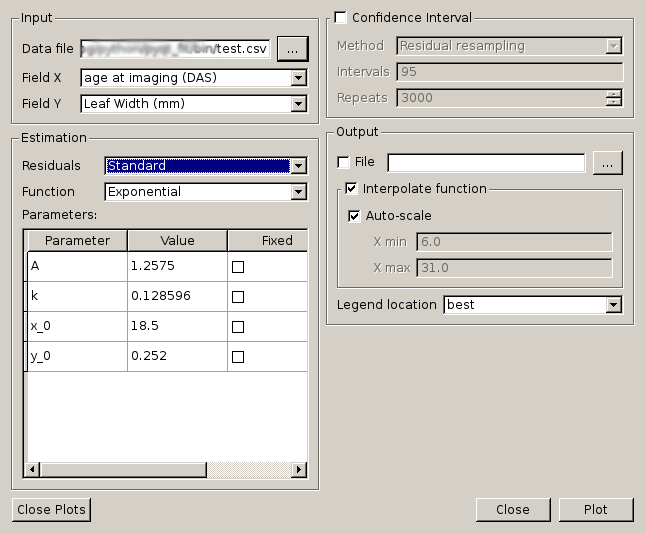 Input
Data file /bin/test.csv ...
Field X age at imaging (DAS)
Field Y Leaf Width (mm)
Estimation
Residuals Standard
Function Exponential
Parameters:
Parameter Value Fixed
A 1.2575
k 0.128596
x_0 18.5
y_0 0.252
Close Plots
Confidence Interval
Method Residual resampling
Intervals 95
Repeats 3000
Output
File ...
Interpolate function
Auto-scale
X min 6.0
X max 31.0
Legend location best
Close Plot